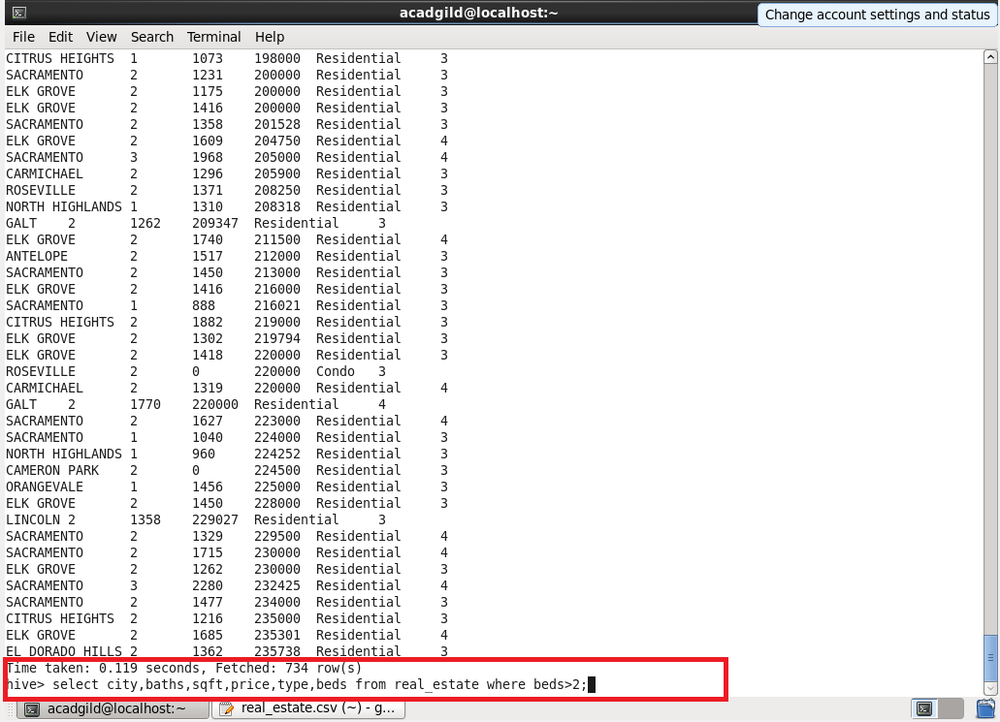 acadgild@localhost:~
Change account settings and status
File Edit View Search Terminal Help
CITRUS HEIGHTS 1 1073 198000 Residential 3
SACRAMENTO 2 1231 200000 Residential 3
ELK GROVE 2 1175 200000 Residential 3
ELK GROVE 2 1416 200000 Residential 3
SACRAMENTO 2 1358 201528 Residential 3
ELK GROVE 2 1609 204750 Residential 4
SACRAMENTO 3 1968 205000 Residential 3
CARMICHAEL 2 1296 205900 Residential 3
ROSEVILLE 2 1371 208250 Residential 3
NORTH HIGHLANDS 1 1310 208318 Residential 3
GALT 2 1262 209347 Residential 3
ELK GROVE 2 1740 211500 Residential 4
ANTELOPE 2 1517 212000 Residential 3
SACRAMENTO 2 1450 213000 Residential 3
ELK GROVE 2 1416 216000 Residential 3
SACRAMENTO 1 888 216021 Residential 3
CITRUS HEIGHTS 2 1882 219000 Residential 3
ELK GROVE 2 1302 219794 Residential 3
ELK GROVE 2 1418 220000 Residential 3
ROSEVILLE 2 0 220000 Condo 3
CARMICHAEL 2 1319 220000 Residential 4
GALT 2 1770 220000 Residential 4
SACRAMENTO 2 1627 223000 Residential 4
SACRAMENTO 1 1040 224000 Residential 3
NORTH HIGHLANDS 1 960 224252 Residential 3
CAMERON PARK 2 0 224500 Residential 3
ORANGEVALE 1 1456 225000 Residential 3
ELK GROVE 2 1450 228000 Residential 3
LINCOLN 2 1358 229027 Residential 3
SACRAMENTO 2 1329 229500 Residential 4
SACRAMENTO 2 1715 230000 Residential 4
ELK GROVE 2 1262 230000 Residential 3
SACRAMENTO 3 2280 232425 Residential 4
SACRAMENTO 2 1477 234000 Residential 3
CITRUS HEIGHTS 2 1216 235000 Residential 3
ELK GROVE 2 1685 235301 Residential 4
EL DORADO HILLS 2 1362 235738 Residential 3
Time taken: 0.119 seconds, Fetched: 734 row(s)
hive> select city,baths,sqft,price,type,beds from real_estate where beds>2;
acadgild@localhost:~
real_estate.csv (~) - g...